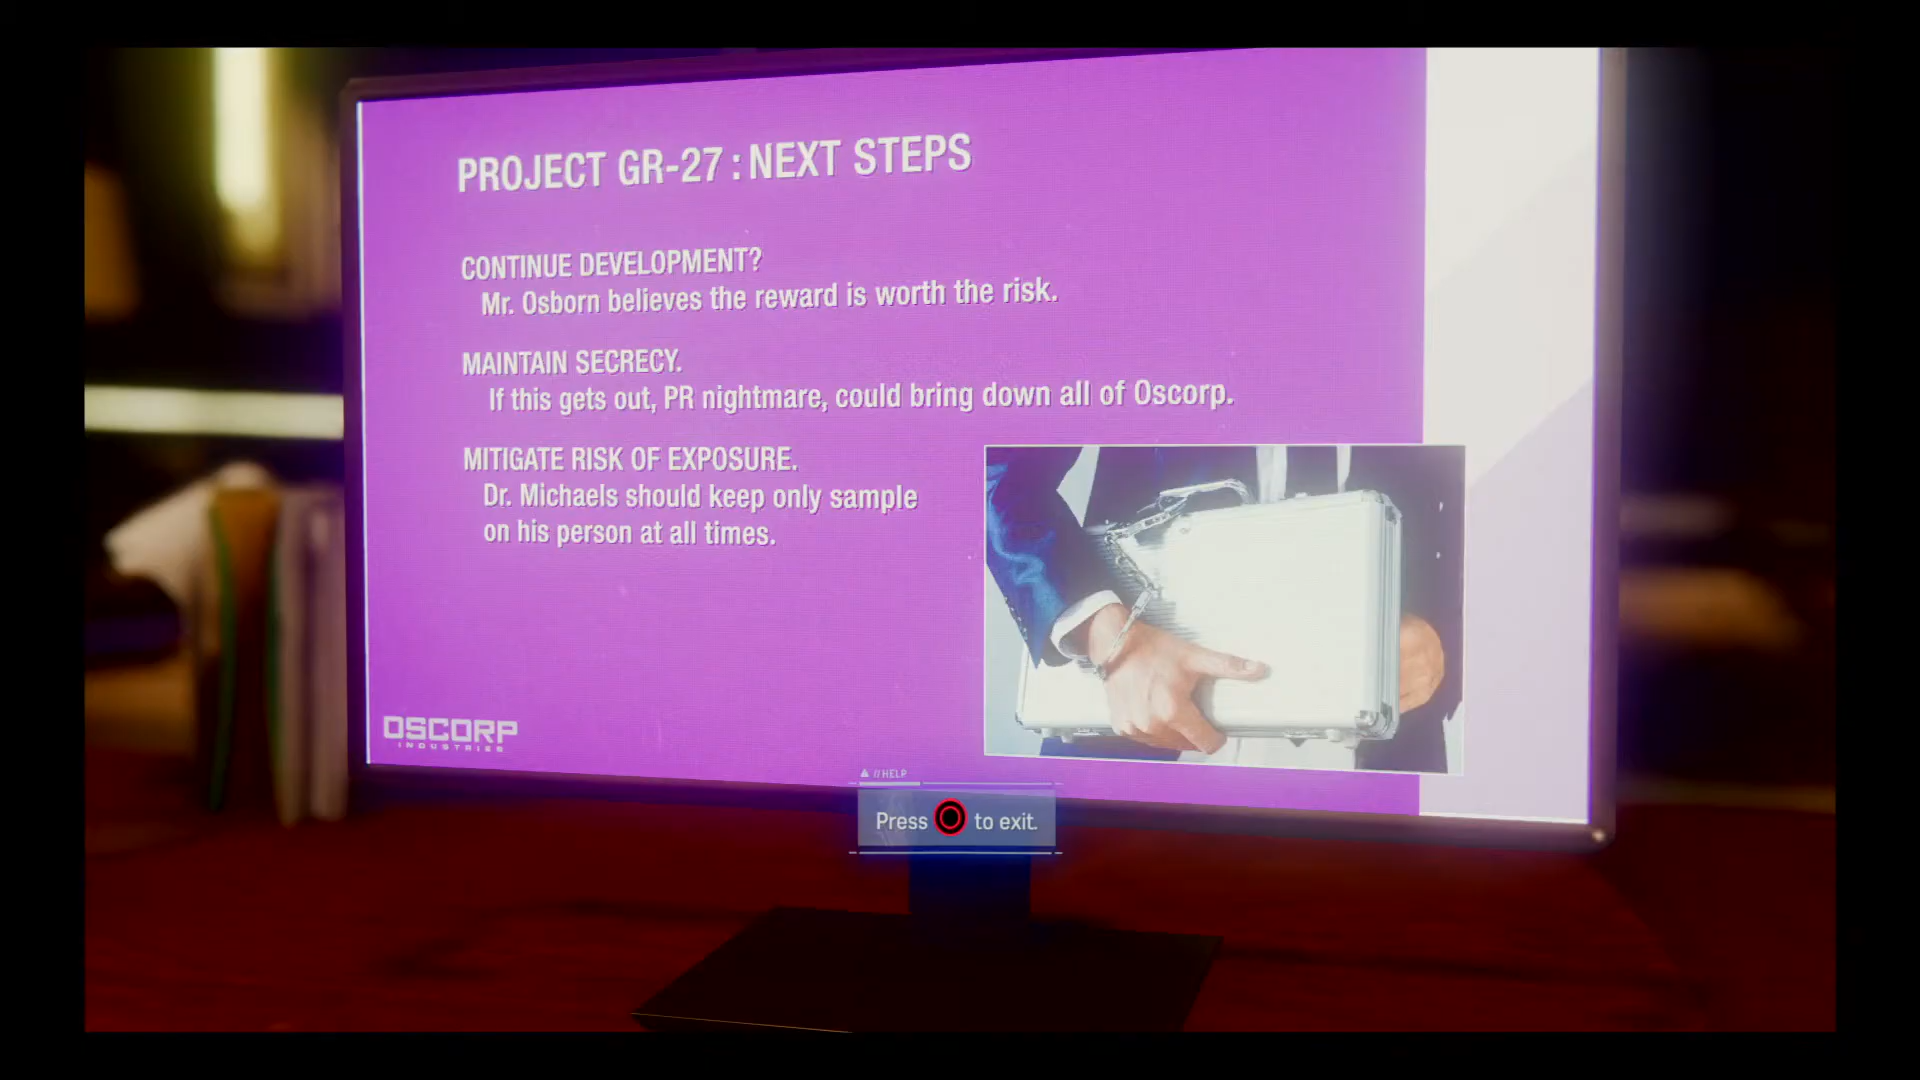 PROJECT GR-27 : NEXT STEPS
CONTINUE DEVELOPMENT?
Mr. Osborn believes the reward is worth the risk.
MAINTAIN SECRECY.
If this gets out, PR nightmare, could bring down all of Oscorp.
MITIGATE RISK OF EXPOSURE.
Dr. Michaels should keep only sample
on his person at all times.
OSCORP
INDUSTRIES
// HELP
Press to exit.